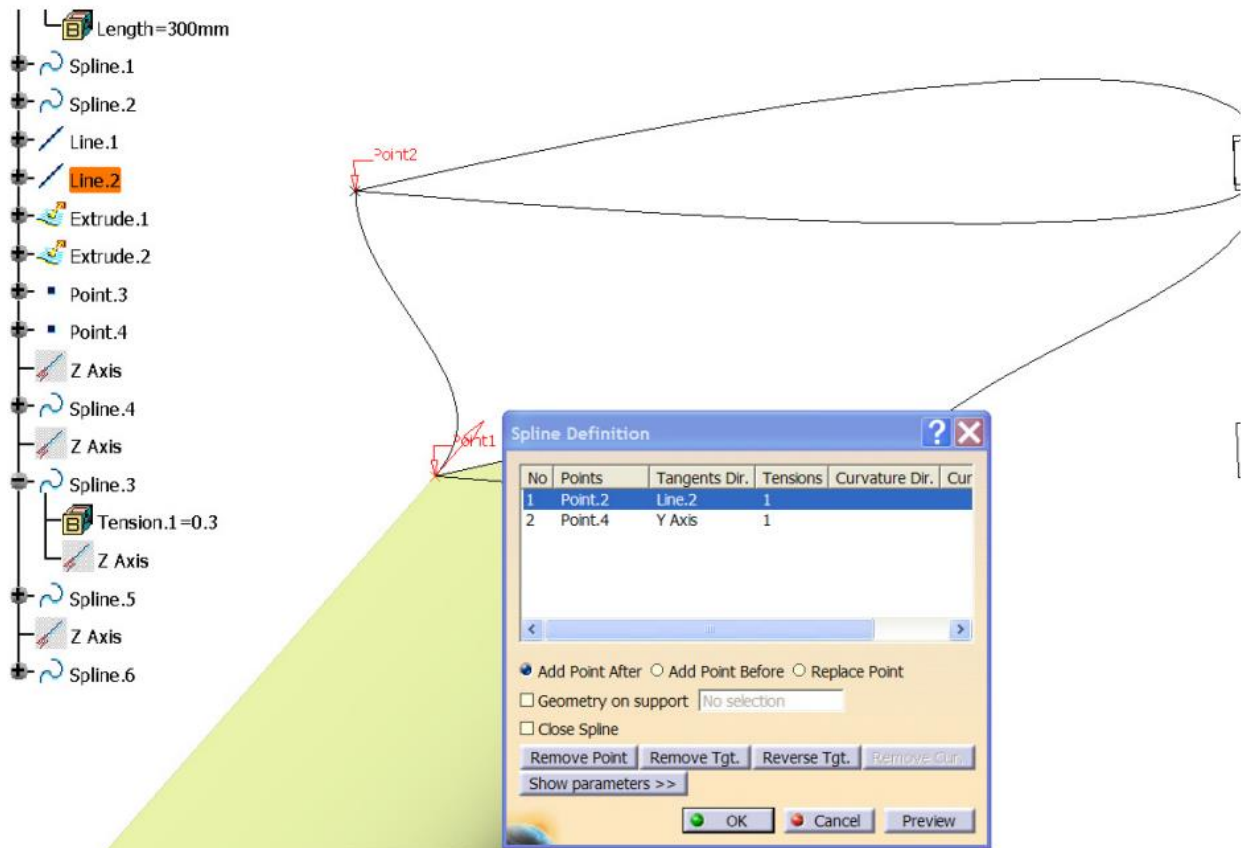 Length=300mm
Spline.1
Spline.2
Line.1
Line.2
Extrude.1
Extrude.2
Point.3
Point.4
Z Axis
Spline.4
Z Axis
Spline.3
Tension.1=0.3
Z Axis
Spline.5
Z Axis
Spline.6
Point2
Point1
Spline Definition
No Points Tangents Dir. Tensions Curvature Dir. Cur
1 Point.2 Line.2 1
2 Point.4 Y Axis 1
Add Point After Add Point Before Replace Point
Geometry on support No selection
Close Spline
Remove Point Remove Tgt. Reverse Tgt. Remove Cur.
Show parameters >>
OK Cancel Preview